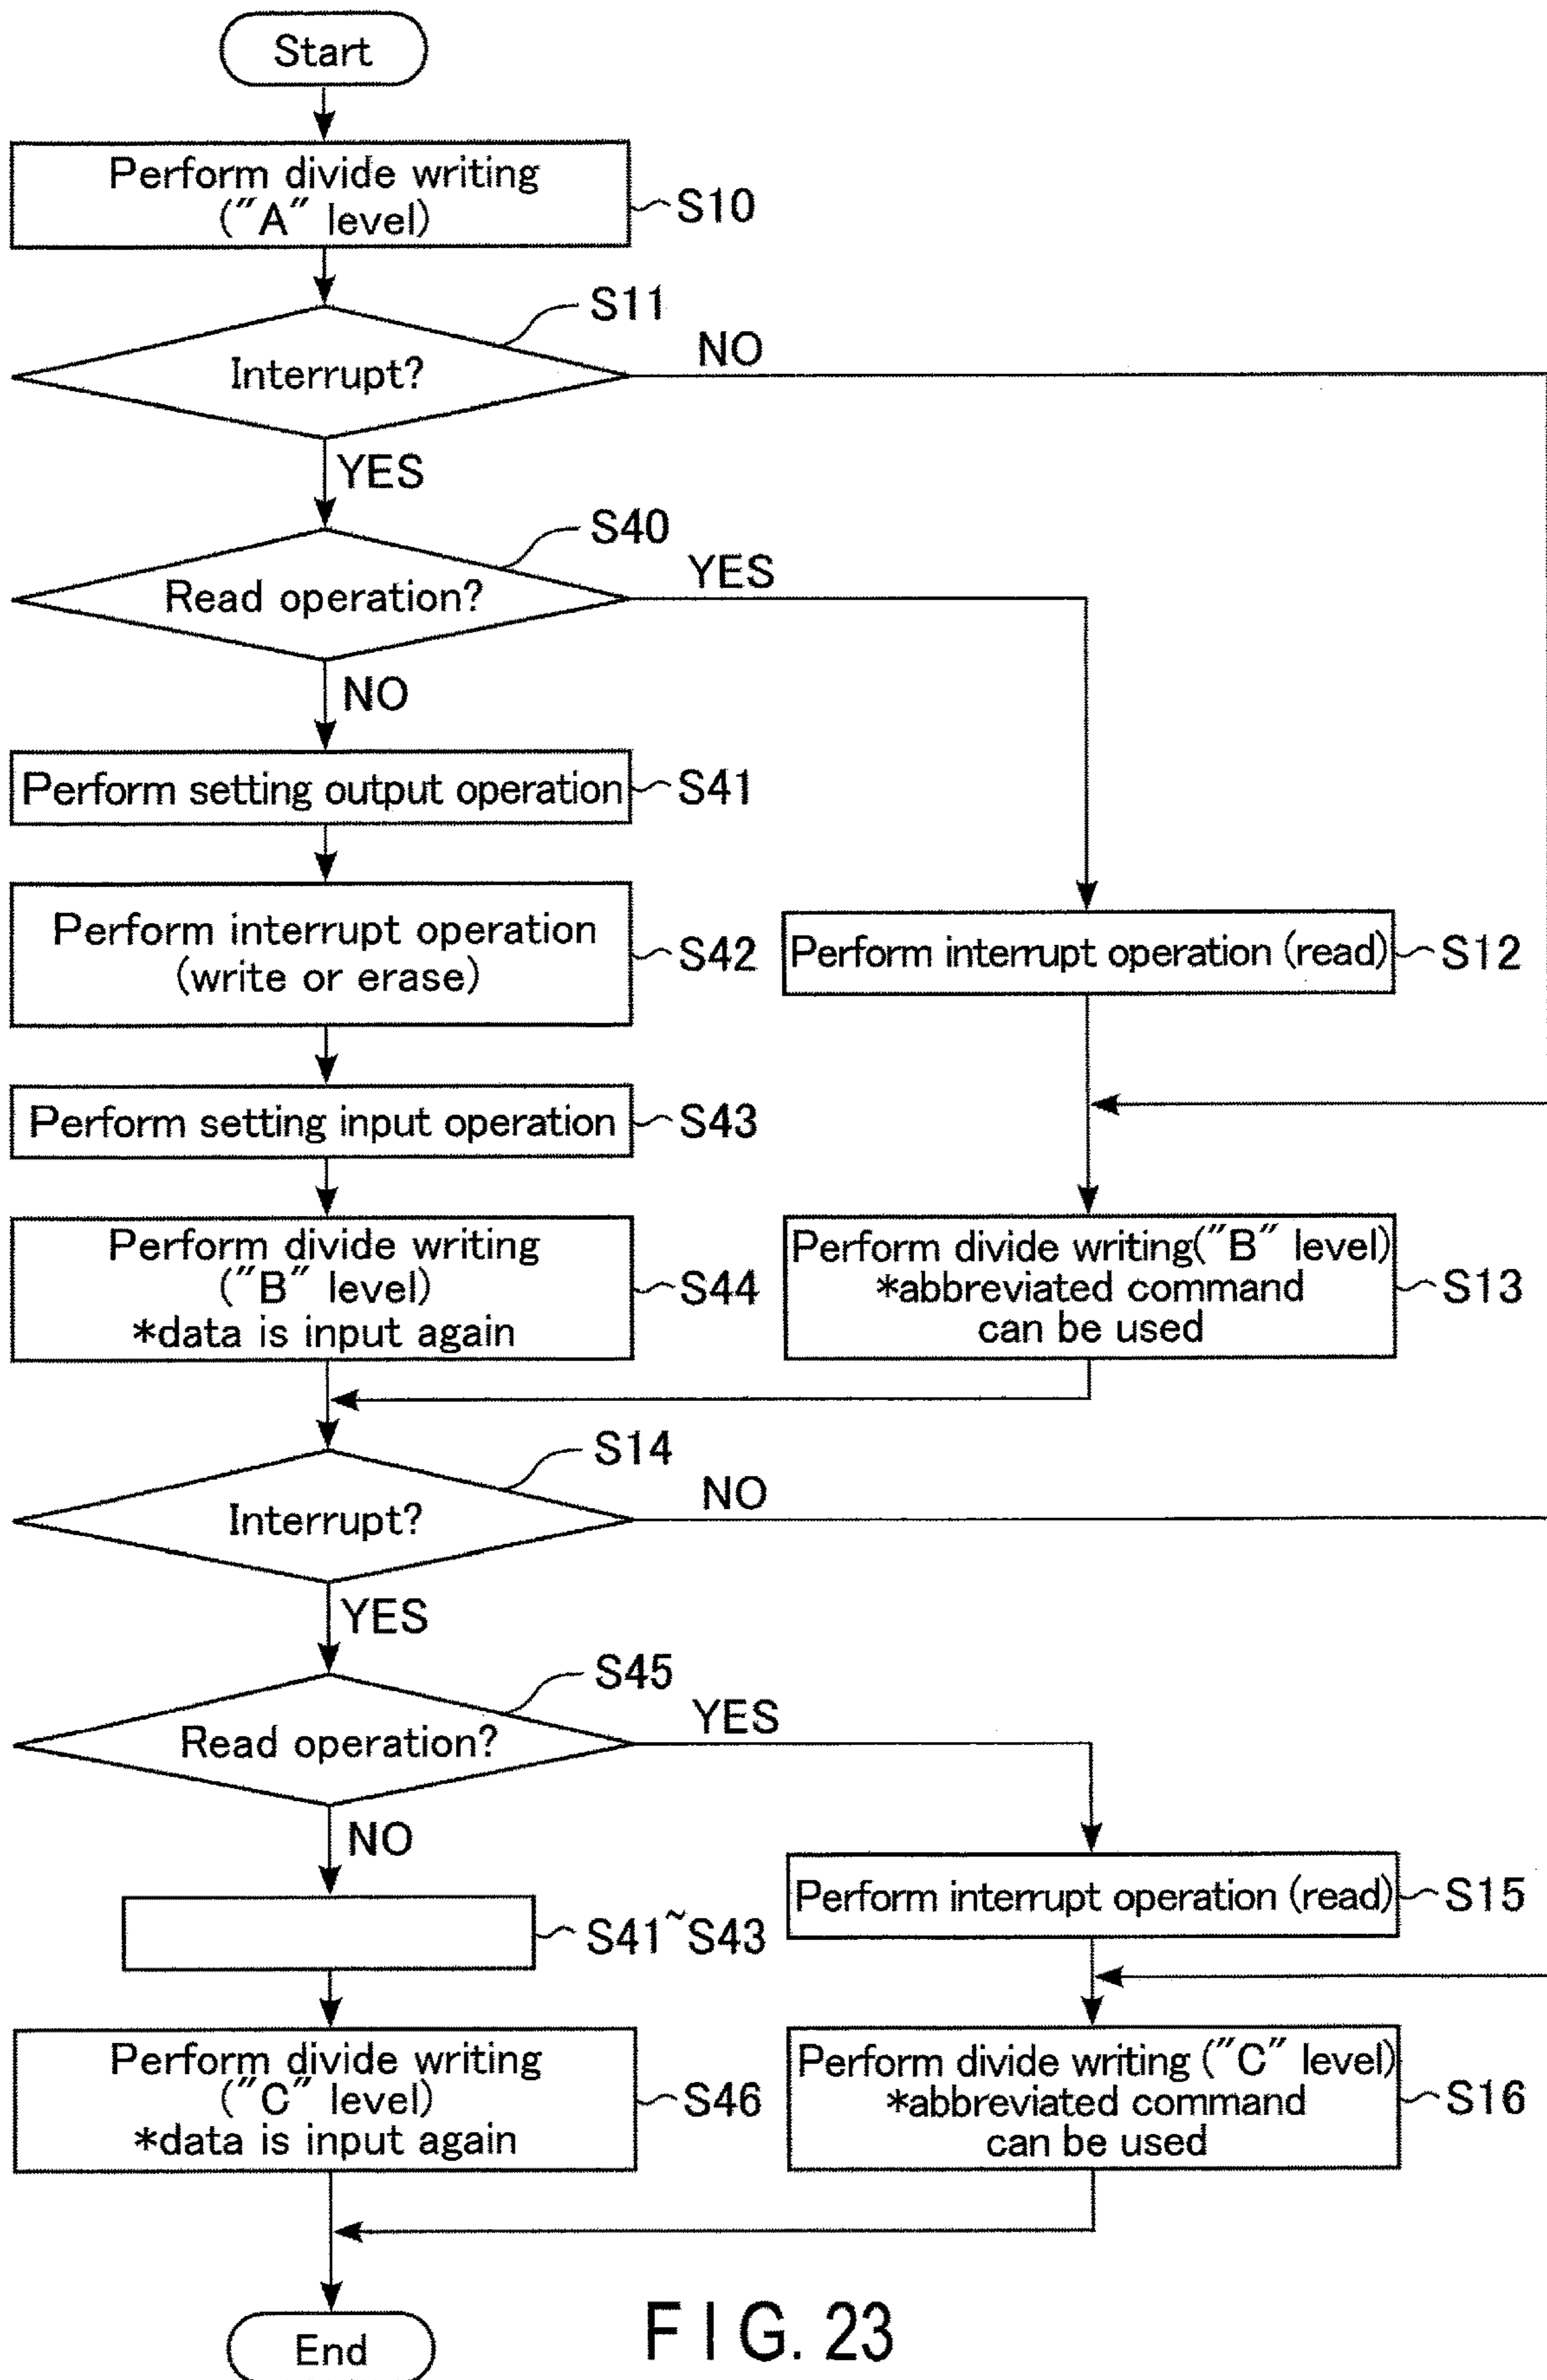 Start
Perform divide writing
("A" level)
S10
S11
Interrupt?
NO
YES
S40
Read operation?
YES
NO
Perform setting output operation
S41
Perform interrupt operation
(write or erase)
S42
Perform interrupt operation (read)
S12
Perform setting input operation
S43
Perform divide writing
("B" level)
*data is input again
S44
Perform divide writing("B" level)
*abbreviated command
can be used
S13
S14
Interrupt?
NO
YES
S45
Read operation?
YES
NO
S41~S43
Perform interrupt operation (read)
S15
Perform divide writing
("C" level)
*data is input again
S46
Perform divide writing ("C" level)
*abbreviated command
can be used
S16
End
FIG. 23